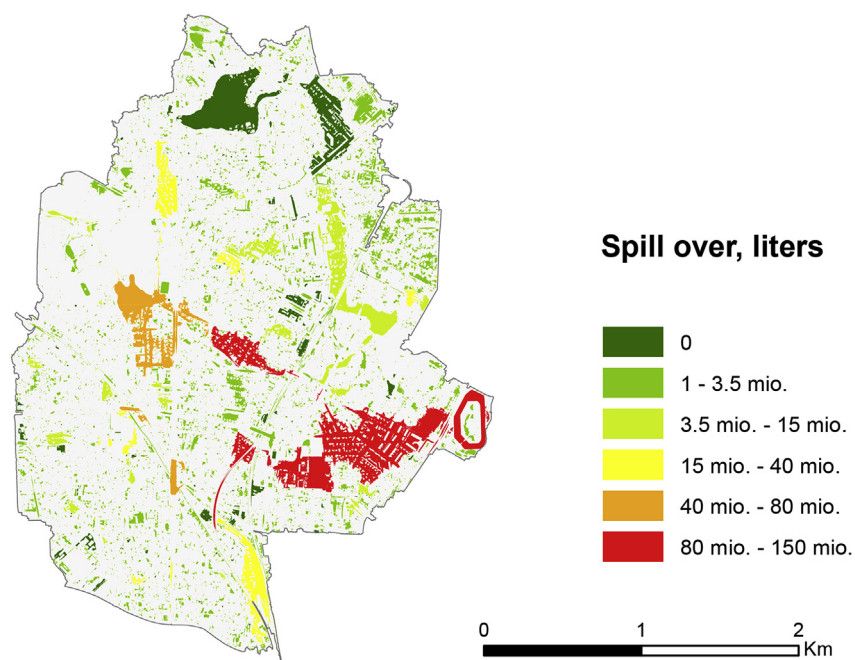 Spill over, liters
0
1 - 3.5 mio.
3.5 mio. - 15 mio.
15 mio. - 40 mio.
40 mio. - 80 mio.
80 mio. - 150 mio.
0 1 2
Km